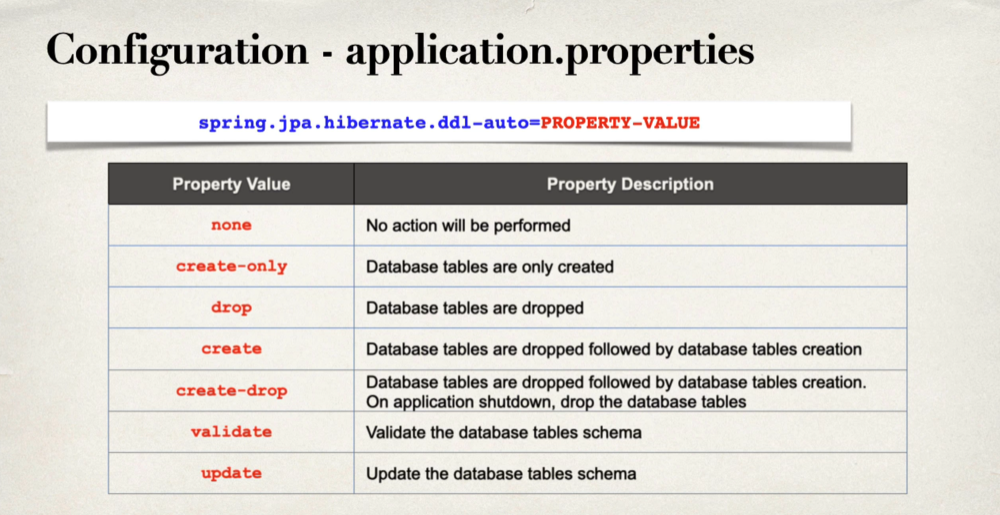 Configuration - application.properties
spring.jpa.hibernate.ddl-auto=PROPERTY-VALUE
Property Value Property Description
none No action will be performed
create-only Database tables are only created
drop Database tables are dropped
create Database tables are dropped followed by database tables creation
create-drop Database tables are dropped followed by database tables creation.
On application shutdown, drop the database tables
validate Validate the database tables schema
update Update the database tables schema